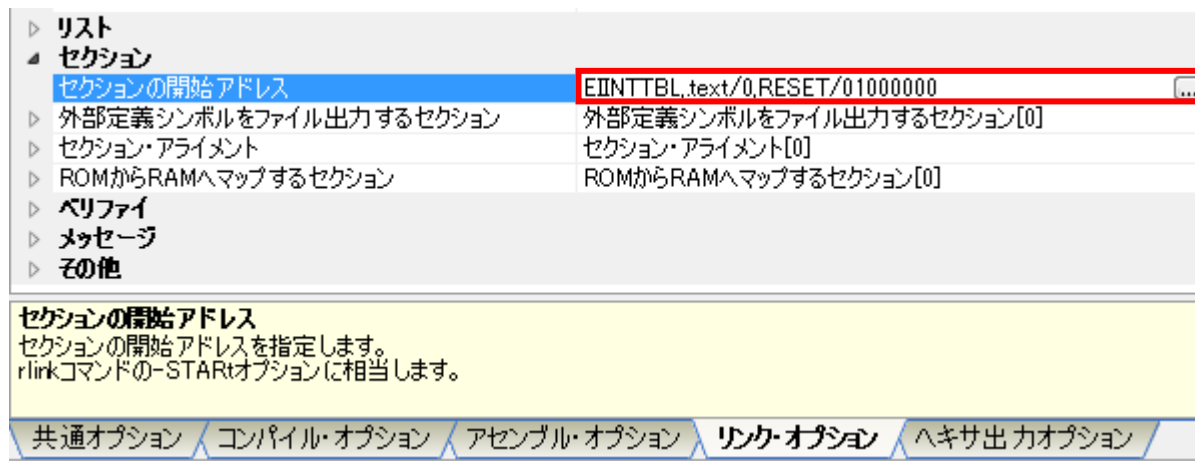 リスト
セクション
セクションの開始アドレス EIINTTBL,.text/0,RESET/01000000 ...
外部定義シンボルをファイル出力するセクション 外部定義シンボルをファイル出力するセクション[0]
セクション・アライメント セクション・アライメント[0]
ROMからRAMへマップするセクション ROMからRAMへマップするセクション[0]
ベリファイ
メッセージ
その他
セクションの開始アドレス
セクションの開始アドレスを指定します。
rlinkコマンドの-STARtオプションに相当します。
共通オプション コンパイル・オプション アセンブル・オプション リンク・オプション ヘキサ出力オプション